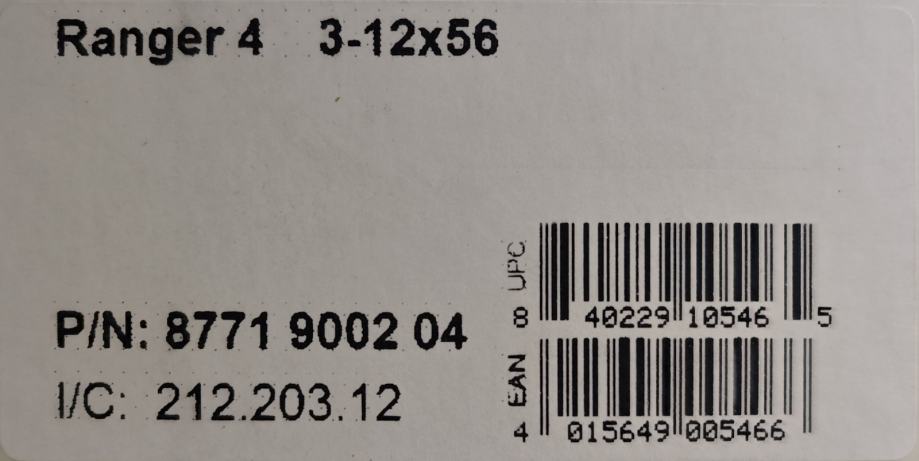 Ranger 4 3-12x56
UPC
8 40229 10546 5
P/N: 8771 9002 04
EAN
I/C: 212.203.12
4 015649 005466